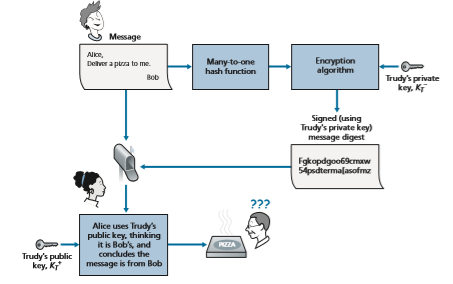 Message
Alice,
Deliver a pizza to me.
Bob
Many-to-one
hash function
Encryption
algorithm
Trudy's private
key, K_T^−
Signed (using
Trudy's private key)
message digest
Fgkopdgoo69cmxw
54psdterma[asofmz
Alice uses Trudy's
public key, thinking
it is Bob's, and
concludes the
message is from Bob
Trudy's public
key, K_T^+
PIZZA
???